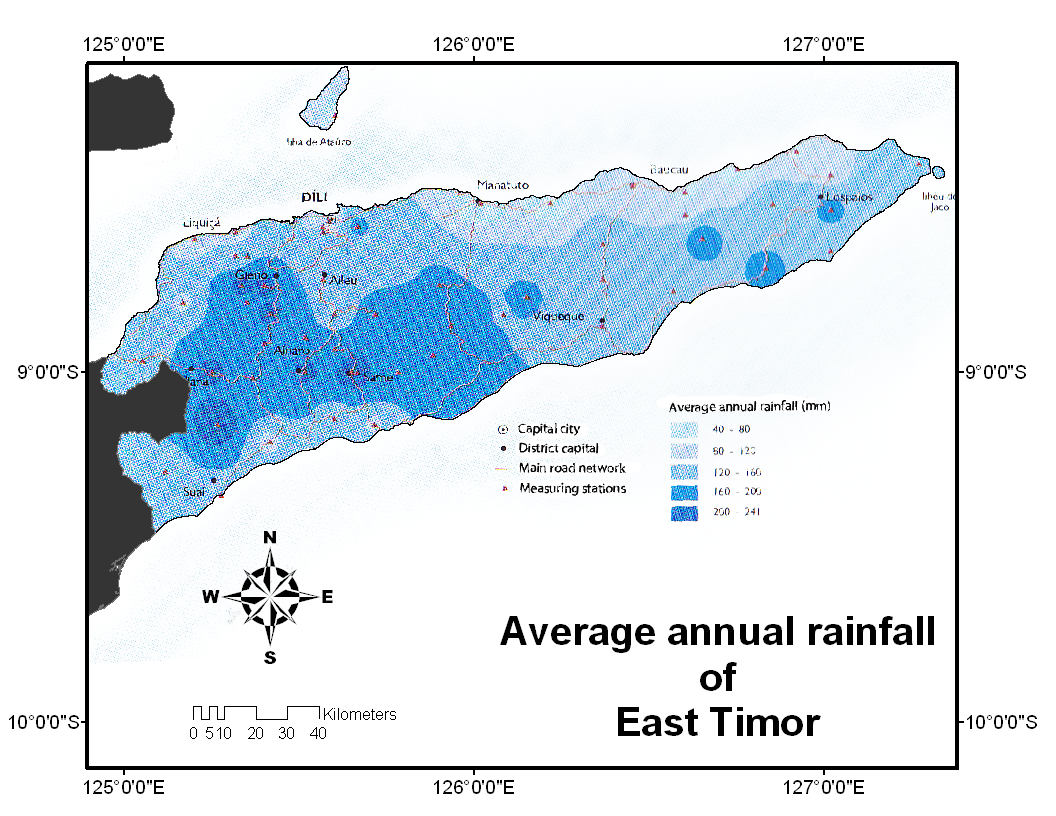 125°0'0"E 126°0'0"E 127°0'0"E
Ilha de Ataúro
Baucau
Manatuto
DÍLI
Lospalos
Ilheu de
Jaco
Liquiçá
Gleno
Aileu
Viqueque
Ainaro
Same
9°0'0"S 9°0'0"S
Suai
Capital city
District capital
Main road network
Measuring stations
Average annual rainfall (mm)
40 - 80
80 - 120
120 - 160
160 - 200
200 - 241
N
W E
S
Average annual rainfall
of
East Timor
Kilometers
0 5 10 20 30 40
10°0'0"S 10°0'0"S
125°0'0"E 126°0'0"E 127°0'0"E